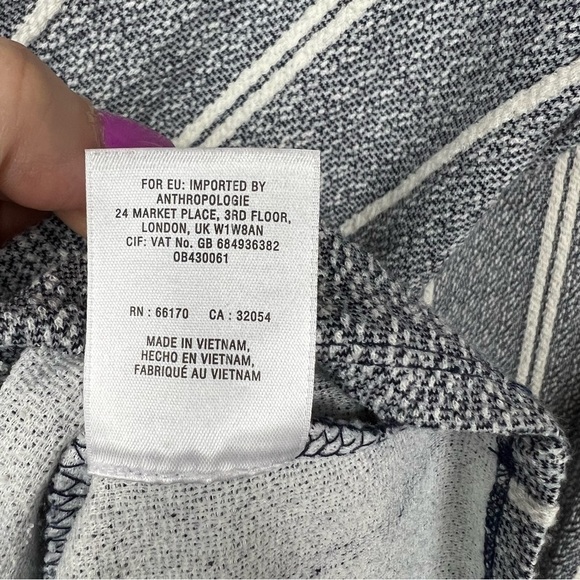 FOR EU: IMPORTED BY
ANTHROPOLOGIE
24 MARKET PLACE, 3RD FLOOR,
LONDON, UK W1W8AN
CIF: VAT No. GB 684936382
OB430061
RN : 66170 CA : 32054
MADE IN VIETNAM,
HECHO EN VIETNAM,
FABRIQUÉ AU VIETNAM